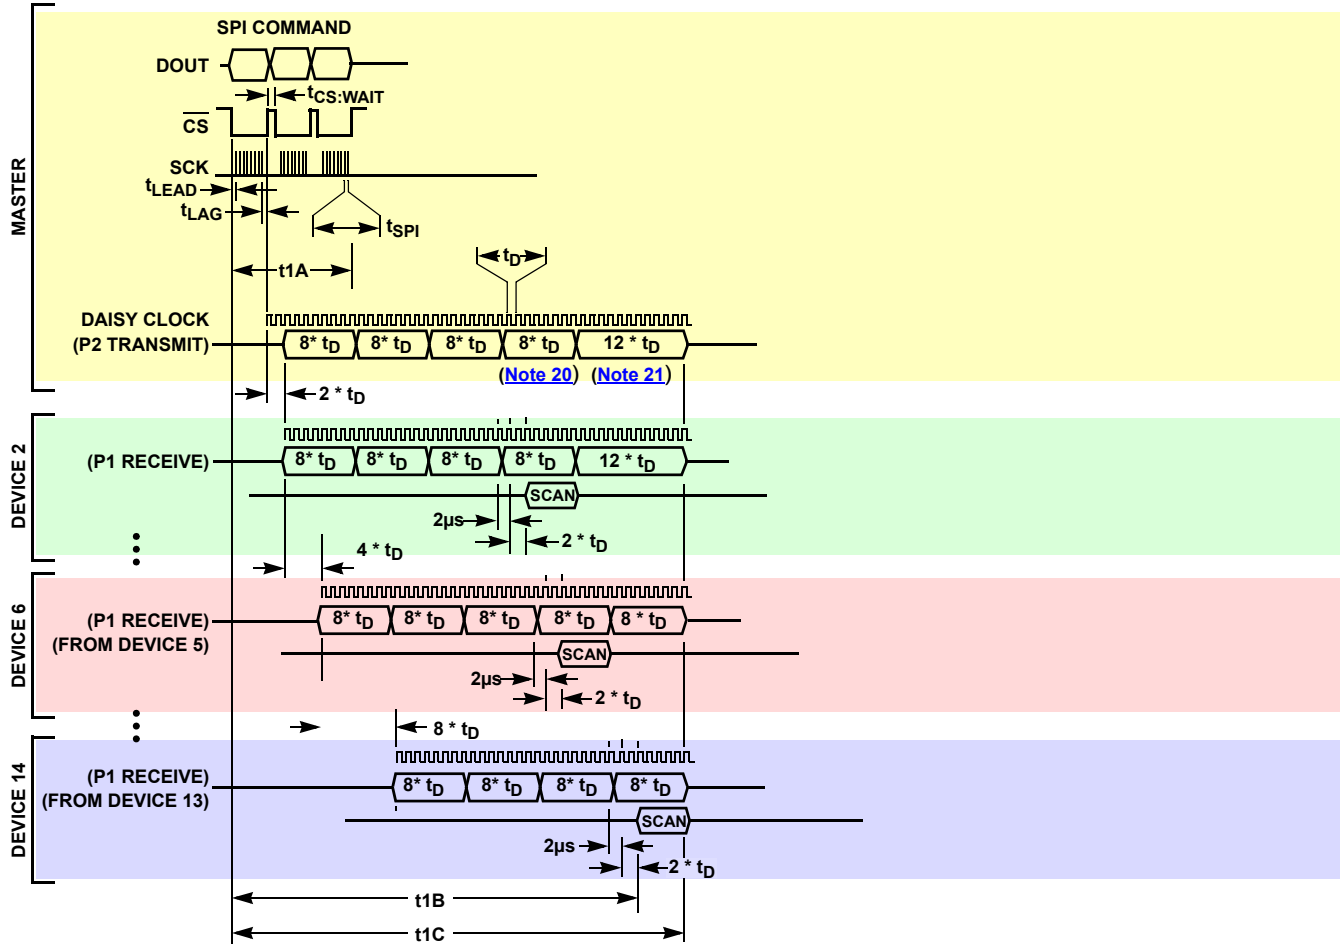 SPI COMMAND
DOUT
tCS:WAIT
CS
SCK
tLEAD
tLAG
tSPI
t1A
tD
MASTER
DAISY CLOCK
(P2 TRANSMIT)
8* tD 8* tD 8* tD 8* tD 12 * tD
(Note 20) (Note 21)
2 * tD
DEVICE 2
(P1 RECEIVE)
8* tD 8* tD 8* tD 8* tD 12 * tD
SCAN
2µs
2 * tD
4 * tD
DEVICE 6
(P1 RECEIVE)
(FROM DEVICE 5)
8* tD 8* tD 8* tD 8* tD 8 * tD
SCAN
2µs
2 * tD
8 * tD
DEVICE 14
(P1 RECEIVE)
(FROM DEVICE 13)
8* tD 8* tD 8* tD 8* tD
SCAN
2µs
2 * tD
t1B
t1C